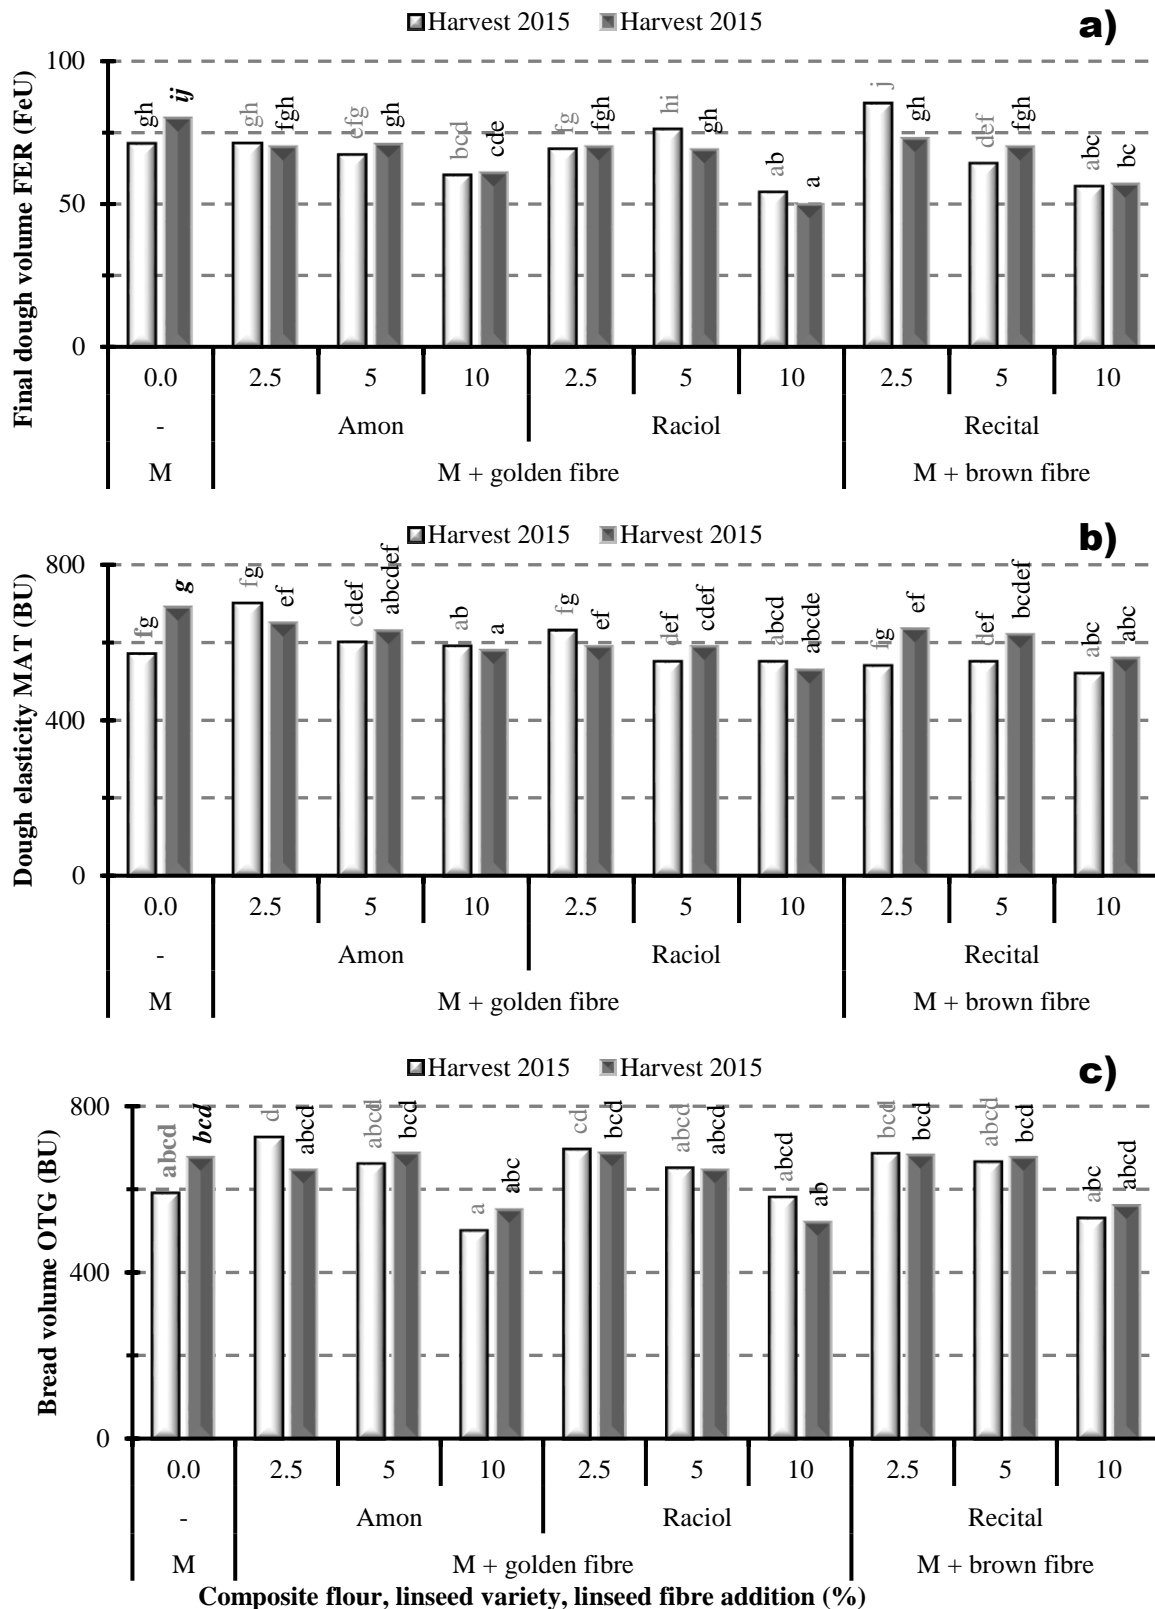 Harvest 2015 Harvest 2015
a)
Final dough volume FER (FeU)
100
50
0
gh ij gh fgh efg gh bcd cde fg fgh hi gh ab a j gh def fgh abc bc
0.0 2.5 5 10 2.5 5 10 2.5 5 10
- Amon Raciol Recital
M M + golden fibre M + brown fibre
Harvest 2015 Harvest 2015
b)
Dough elasticity MAT (BU)
800
400
0
fg g fg ef cdef abcdef ab a fg ef def cdef abcd abcde fg ef def bcdef abc abc
0.0 2.5 5 10 2.5 5 10 2.5 5 10
- Amon Raciol Recital
M M + golden fibre M + brown fibre
Harvest 2015 Harvest 2015
c)
Bread volume OTG (BU)
800
400
0
abcd bcd d abcd abcd bcd a abc cd bcd abcd abcd abcd ab bcd bcd abcd bcd abc abcd
0.0 2.5 5 10 2.5 5 10 2.5 5 10
- Amon Raciol Recital
M M + golden fibre M + brown fibre
Composite flour, linseed variety, linseed fibre addition (%)